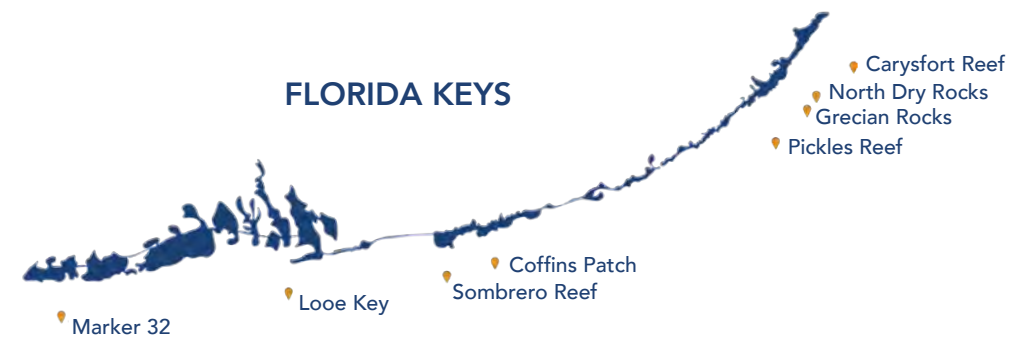 FLORIDA KEYS
Carysfort Reef
North Dry Rocks
Grecian Rocks
Pickles Reef
Coffins Patch
Sombrero Reef
Looe Key
Marker 32